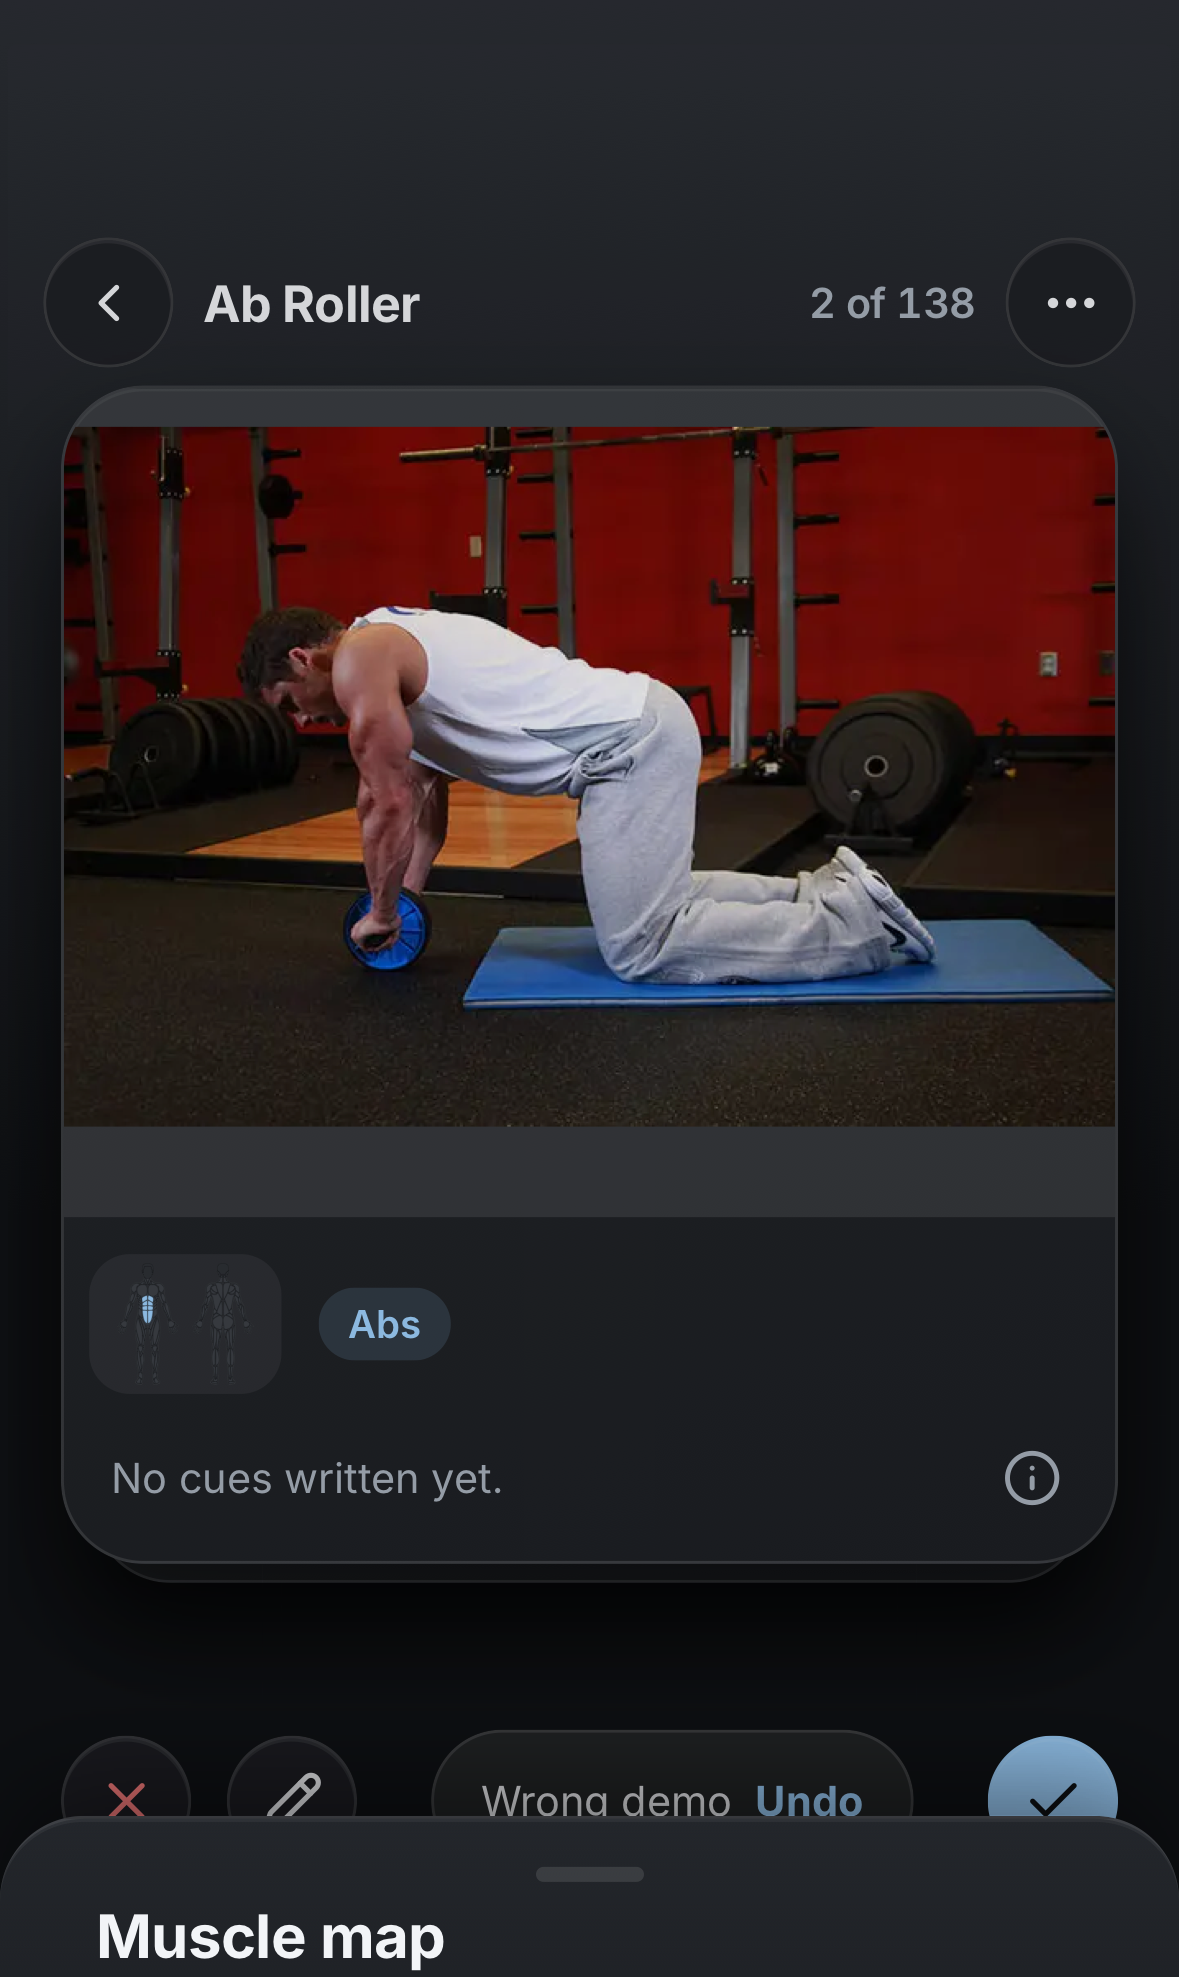 Ab Roller
2 of 138
Abs
No cues written yet.
Wrong demo Undo
Muscle map